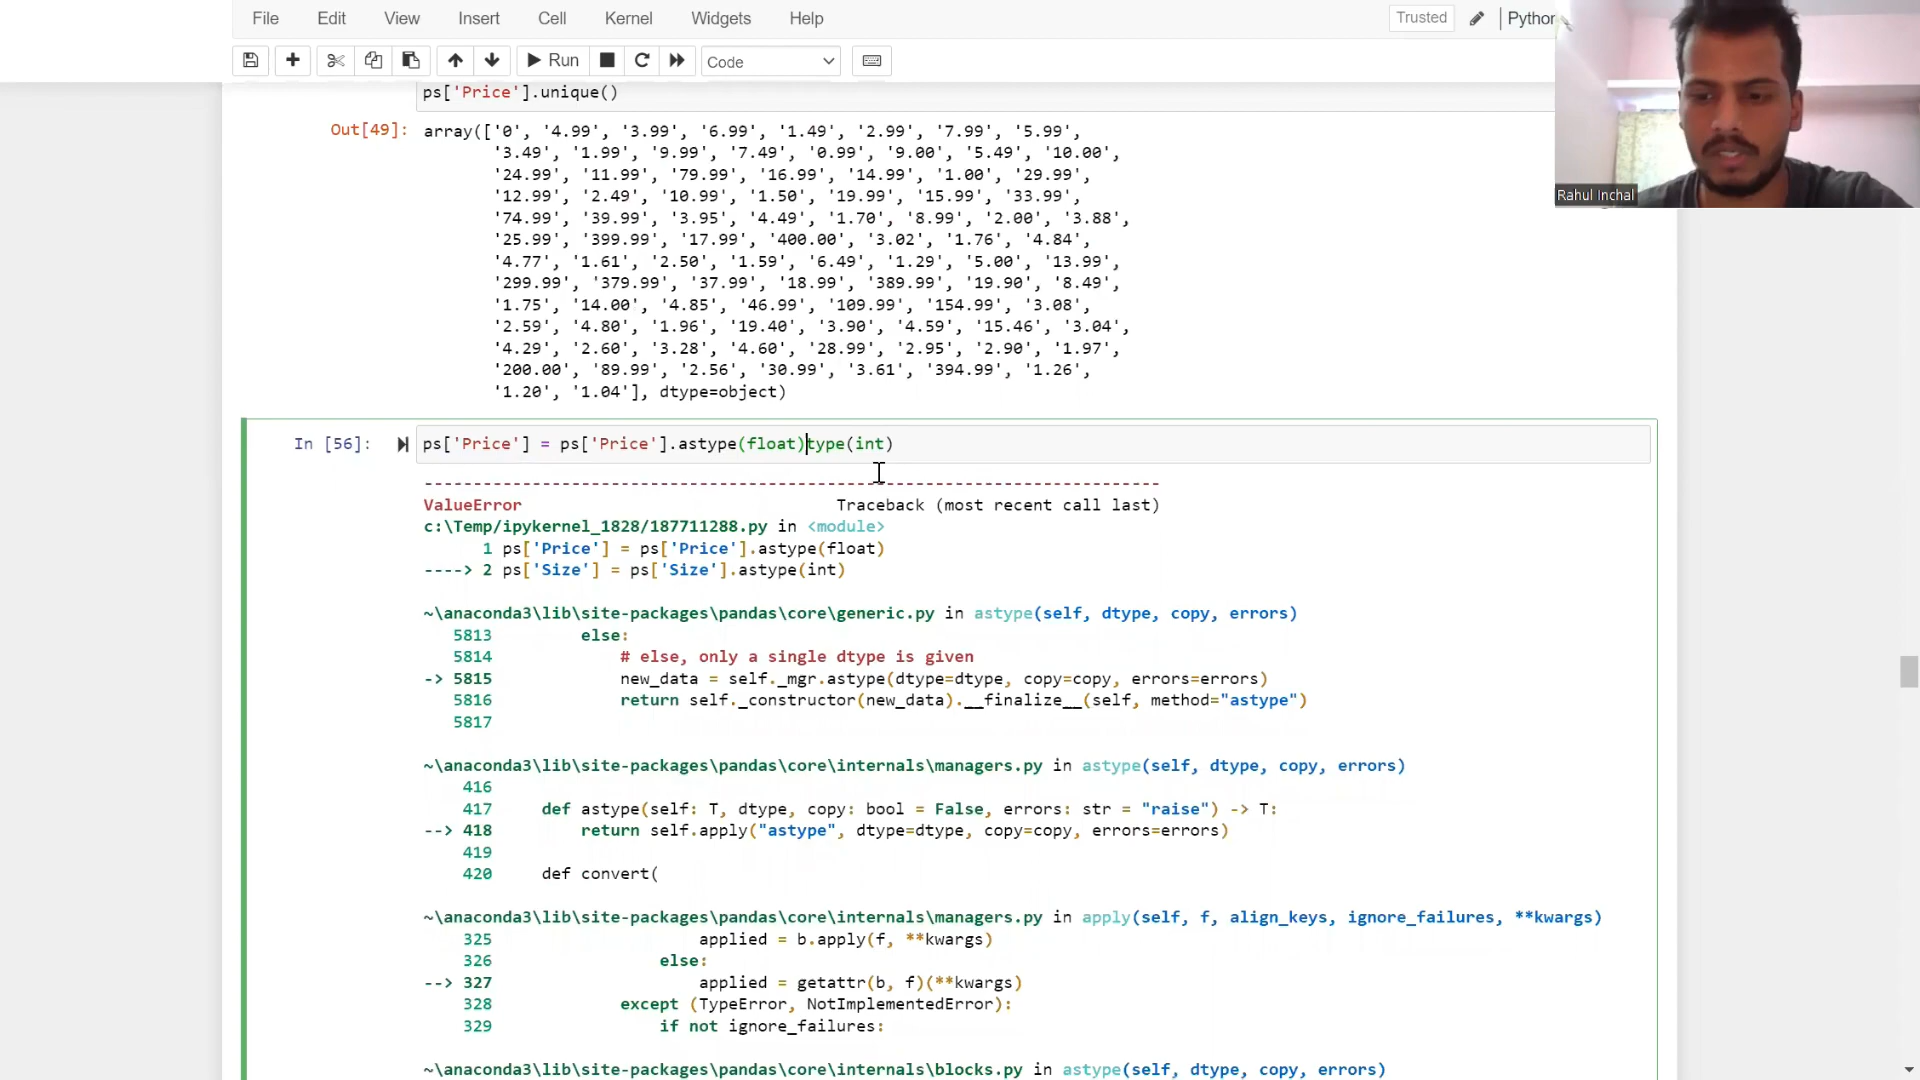 File Edit View Insert Cell Kernel Widgets Help Trusted Python
Run Code
ps['Price'].unique()
Out[49]: array(['0', '4.99', '3.99', '6.99', '1.49', '2.99', '7.99', '5.99',
'3.49', '1.99', '9.99', '7.49', '0.99', '9.00', '5.49', '10.00',
'24.99', '11.99', '79.99', '16.99', '14.99', '1.00', '29.99',
'12.99', '2.49', '10.99', '1.50', '19.99', '15.99', '33.99',
'74.99', '39.99', '3.95', '4.49', '1.70', '8.99', '2.00', '3.88',
'25.99', '399.99', '17.99', '400.00', '3.02', '1.76', '4.84',
'4.77', '1.61', '2.50', '1.59', '6.49', '1.29', '5.00', '13.99',
'299.99', '379.99', '37.99', '18.99', '389.99', '19.90', '8.49',
'1.75', '14.00', '4.85', '46.99', '109.99', '154.99', '3.08',
'2.59', '4.80', '1.96', '19.40', '3.90', '4.59', '15.46', '3.04',
'4.29', '2.60', '3.28', '4.60', '28.99', '2.95', '2.90', '1.97',
'200.00', '89.99', '2.56', '30.99', '3.61', '394.99', '1.26',
'1.20', '1.04'], dtype=object)
Rahul Inchal
In [56]: ps['Price'] = ps['Price'].astype(float)type(int)
---------------------------------------------------------------------------
ValueError Traceback (most recent call last)
c:\Temp/ipykernel_1828/187711288.py in <module>
1 ps['Price'] = ps['Price'].astype(float)
----> 2 ps['Size'] = ps['Size'].astype(int)
~\anaconda3\lib\site-packages\pandas\core\generic.py in astype(self, dtype, copy, errors)
5813 else:
5814 # else, only a single dtype is given
-> 5815 new_data = self._mgr.astype(dtype=dtype, copy=copy, errors=errors)
5816 return self._constructor(new_data).__finalize__(self, method="astype")
5817
~\anaconda3\lib\site-packages\pandas\core\internals\managers.py in astype(self, dtype, copy, errors)
416
417 def astype(self: T, dtype, copy: bool = False, errors: str = "raise") -> T:
--> 418 return self.apply("astype", dtype=dtype, copy=copy, errors=errors)
419
420 def convert(
~\anaconda3\lib\site-packages\pandas\core\internals\managers.py in apply(self, f, align_keys, ignore_failures, **kwargs)
325 applied = b.apply(f, **kwargs)
326 else:
--> 327 applied = getattr(b, f)(**kwargs)
328 except (TypeError, NotImplementedError):
329 if not ignore_failures:
~\anaconda3\lib\site-packages\pandas\core\internals\blocks.py in astype(self, dtype, copy, errors)